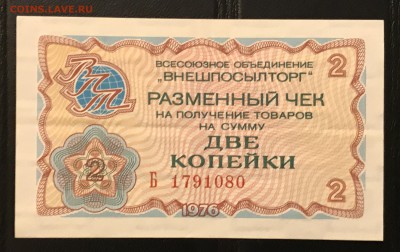 COINS.LAVE.RU
ВПТ
ВСЕСОЮЗНОЕ ОБЪЕДИНЕНИЕ
"ВНЕШПОСЫЛТОРГ"
2
РАЗМЕННЫЙ ЧЕК
НА ПОЛУЧЕНИЕ ТОВАРОВ
НА СУММУ
ДВЕ
КОПЕЙКИ
2
Б 1791080
2
1976